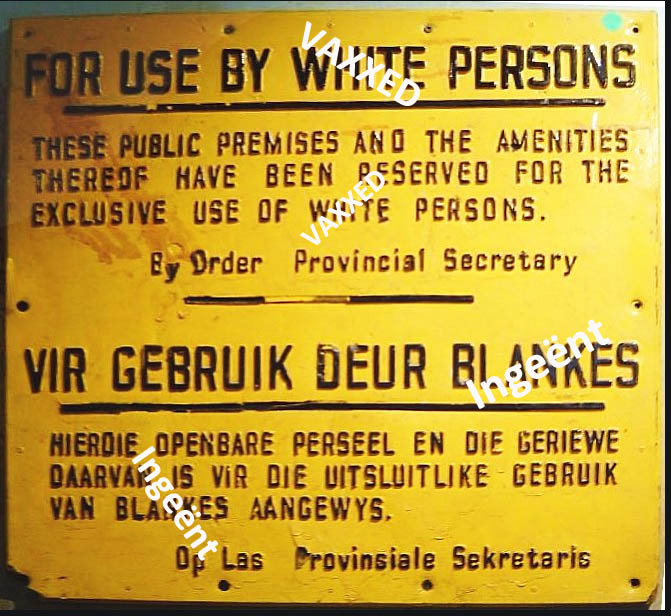 FOR USE BY WHITE PERSONS
VAXXED
THESE PUBLIC PREMISES AND THE AMENITIES
THEREOF HAVE BEEN RESERVED FOR THE
EXCLUSIVE USE OF WHITE PERSONS.
VAXXED
By Order Provincial Secretary
VIR GEBRUIK DEUR BLANKES
Ingeënt
HIERDIE OPENBARE PERSEEL EN DIE GERIEWE
DAARVAN IS VIR DIE UITSLUITLIKE GEBRUIK
VAN BLANKES AANGEWYS.
Ingeënt
Op Las Provinsiale Sekretaris